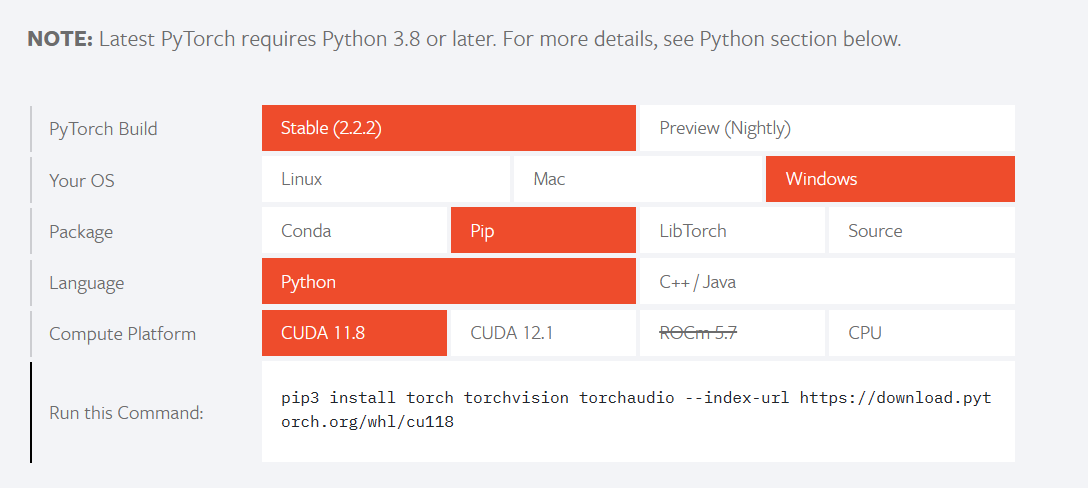 NOTE: Latest PyTorch requires Python 3.8 or later. For more details, see Python section below.
PyTorch Build Stable (2.2.2) Preview (Nightly)
Your OS Linux Mac Windows
Package Conda Pip LibTorch Source
Language Python C++ / Java
Compute Platform CUDA 11.8 CUDA 12.1 ROCm 5.7 CPU
Run this Command: pip3 install torch torchvision torchaudio --index-url https://download.pyt
orch.org/whl/cu118